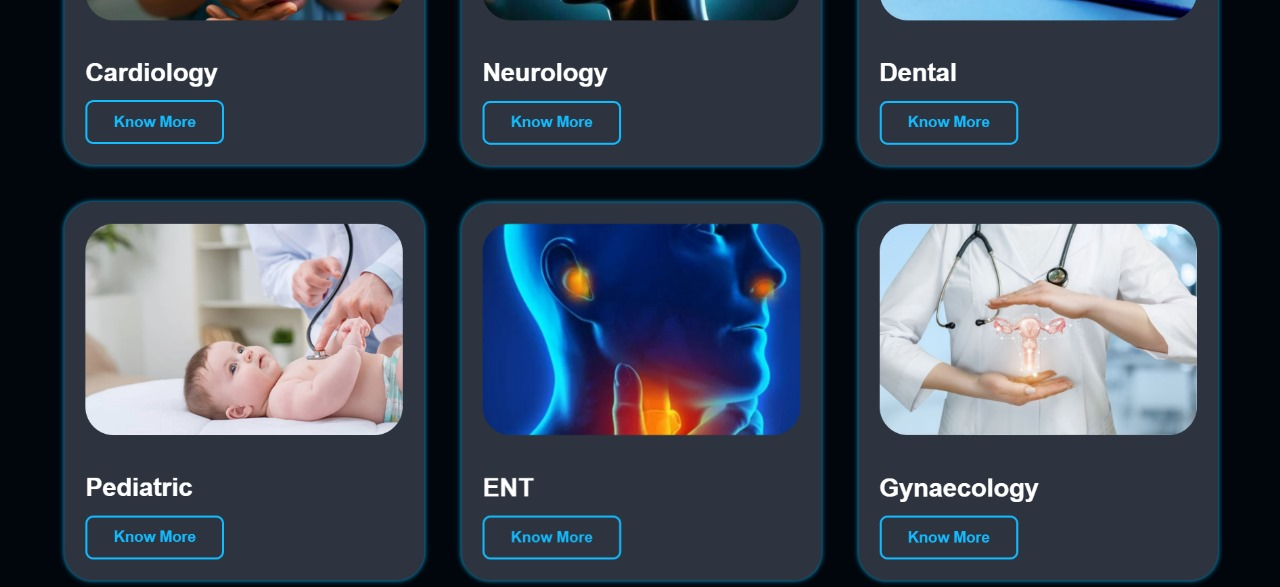 Cardiology
Neurology
Dental
Know More
Know More
Know More
Pediatric
ENT
Gynaecology
Know More
Know More
Know More